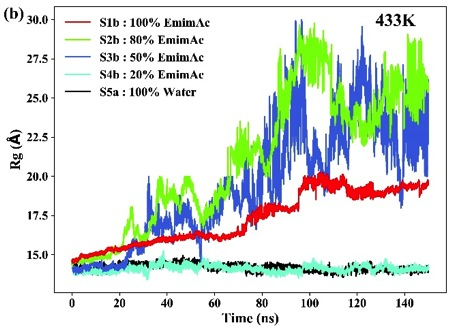 (b)
S1b : 100% EmimAc
S2b : 80% EmimAc
S3b : 50% EmimAc
S4b : 20% EmimAc
S5a : 100% Water
433K
30.0
27.5
25.0
22.5
20.0
17.5
15.0
Rg (Å)
0 20 40 60 80 100 120 140
Time (ns)